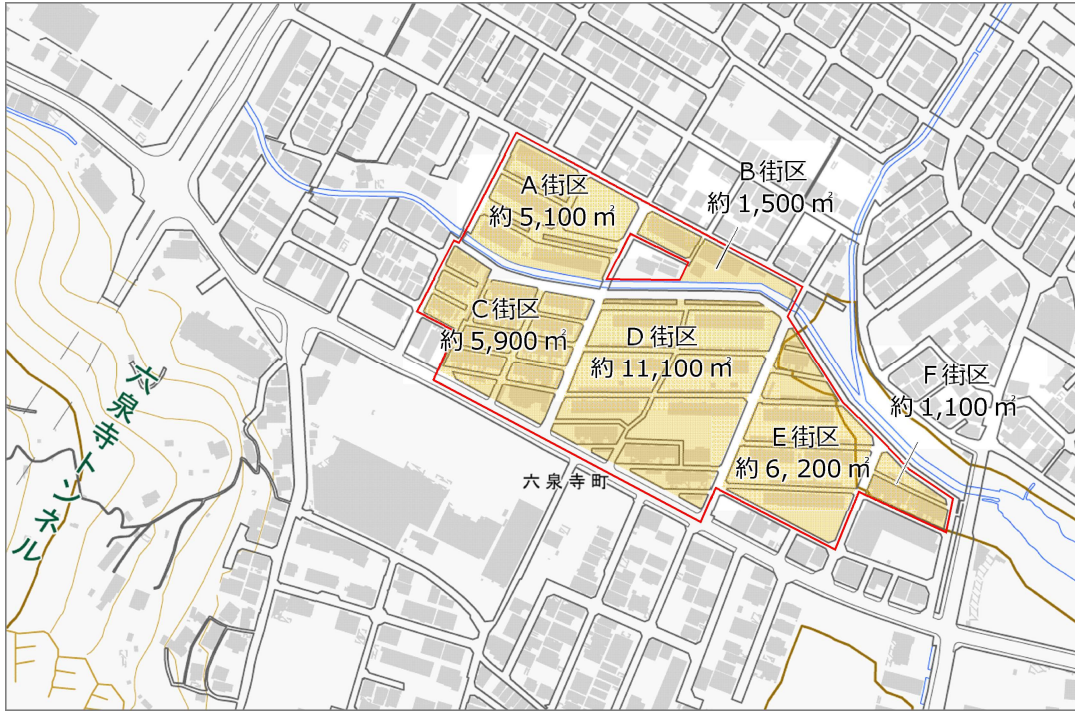 A街区
約 5,100 ㎡
B街区
約 1,500 ㎡
C街区
約 5,900 ㎡
D街区
約 11,100 ㎡
F街区
約 1,100 ㎡
E街区
約 6, 200 ㎡
六泉寺町
六泉寺トンネル